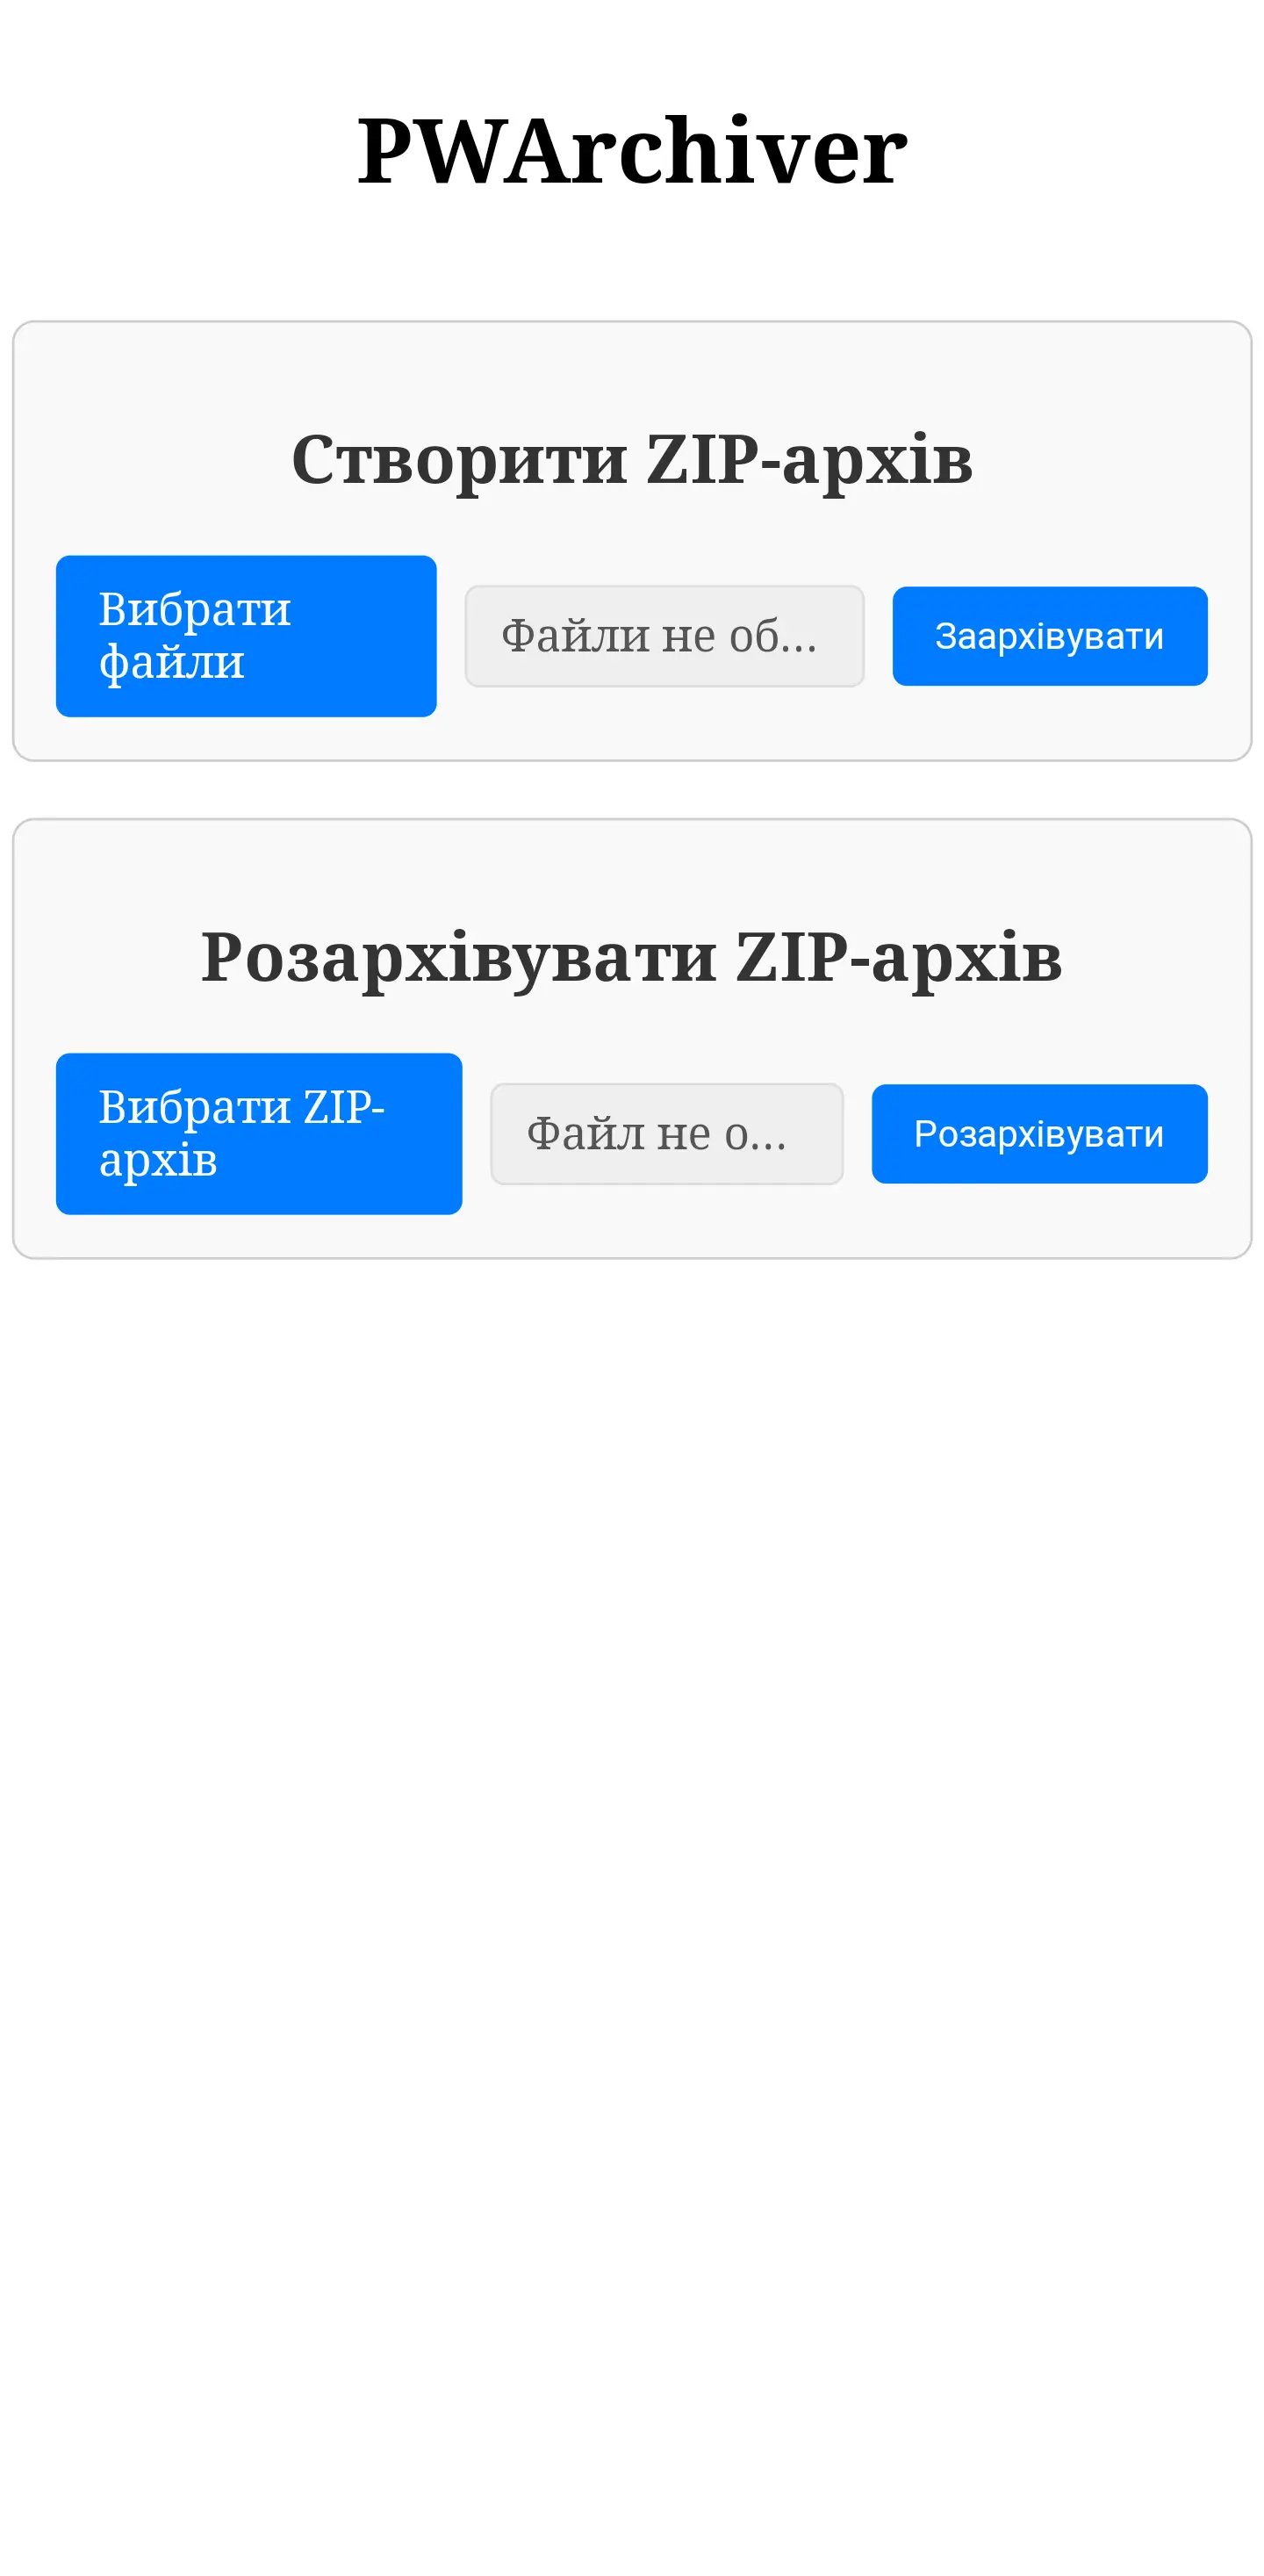 PWArchiver
Створити ZIP-архів
Вибрати
файли
Файли не об...
Заархівувати
Розархівувати ZIP-архів
Вибрати ZIP-
архів
Файл не о...
Розархівувати